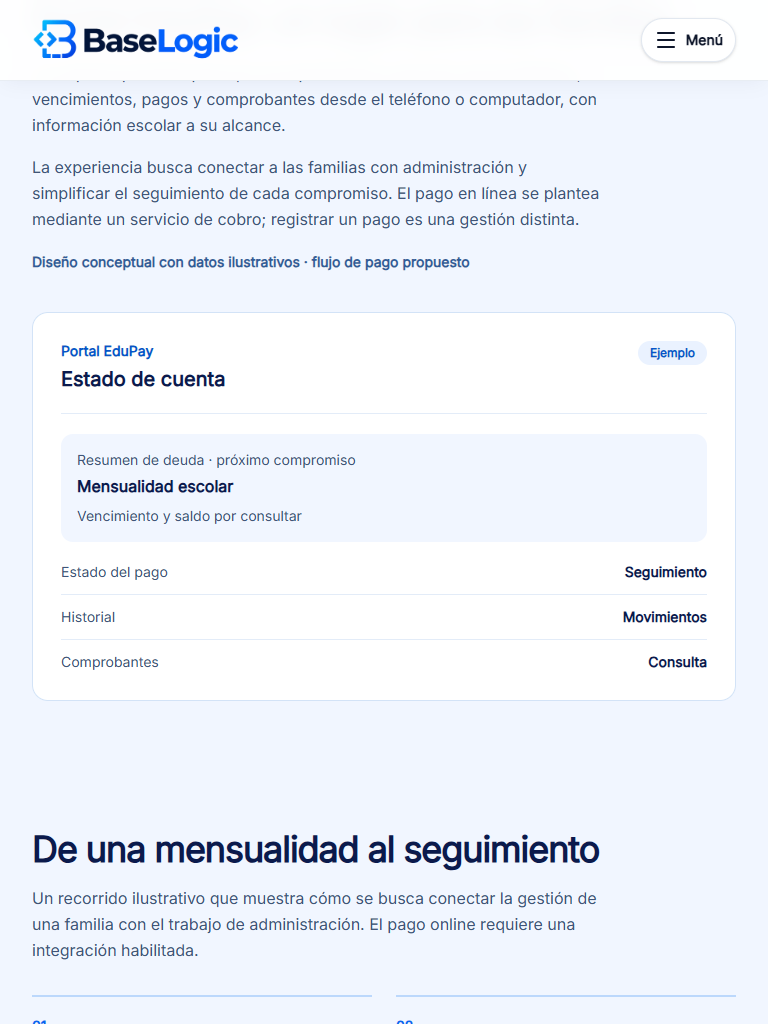 BaseLogic
Menú
vencimientos, pagos y comprobantes desde el teléfono o computador, con
información escolar a su alcance.
La experiencia busca conectar a las familias con administración y
simplificar el seguimiento de cada compromiso. El pago en línea se plantea
mediante un servicio de cobro; registrar un pago es una gestión distinta.
Diseño conceptual con datos ilustrativos · flujo de pago propuesto
Portal EduPay
Ejemplo
Estado de cuenta
Resumen de deuda · próximo compromiso
Mensualidad escolar
Vencimiento y saldo por consultar
Estado del pago Seguimiento
Historial Movimientos
Comprobantes Consulta
De una mensualidad al seguimiento
Un recorrido ilustrativo que muestra cómo se busca conectar la gestión de
una familia con el trabajo de administración. El pago online requiere una
integración habilitada.